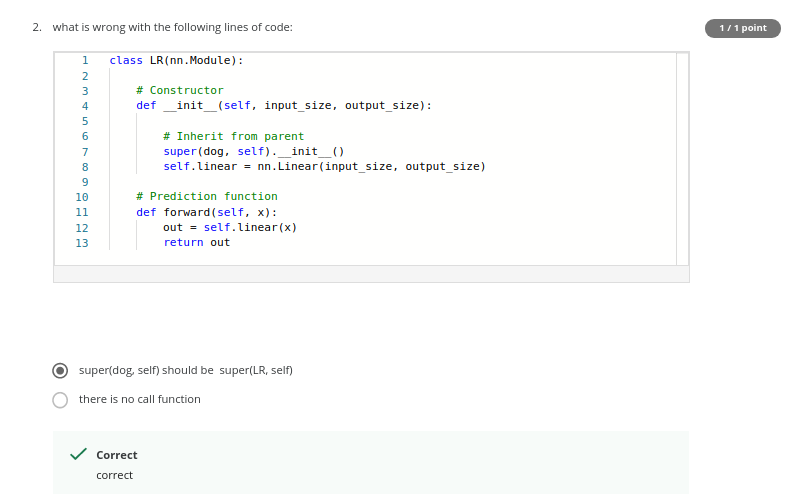 2. what is wrong with the following lines of code:
1 / 1 point
1 class LR(nn.Module):
2
3     # Constructor
4     def __init__(self, input_size, output_size):
5
6         # Inherit from parent
7         super(dog, self).__init__()
8         self.linear = nn.Linear(input_size, output_size)
9
10     # Prediction function
11     def forward(self, x):
12         out = self.linear(x)
13         return out
super(dog, self) should be super(LR, self)
there is no call function
Correct
correct